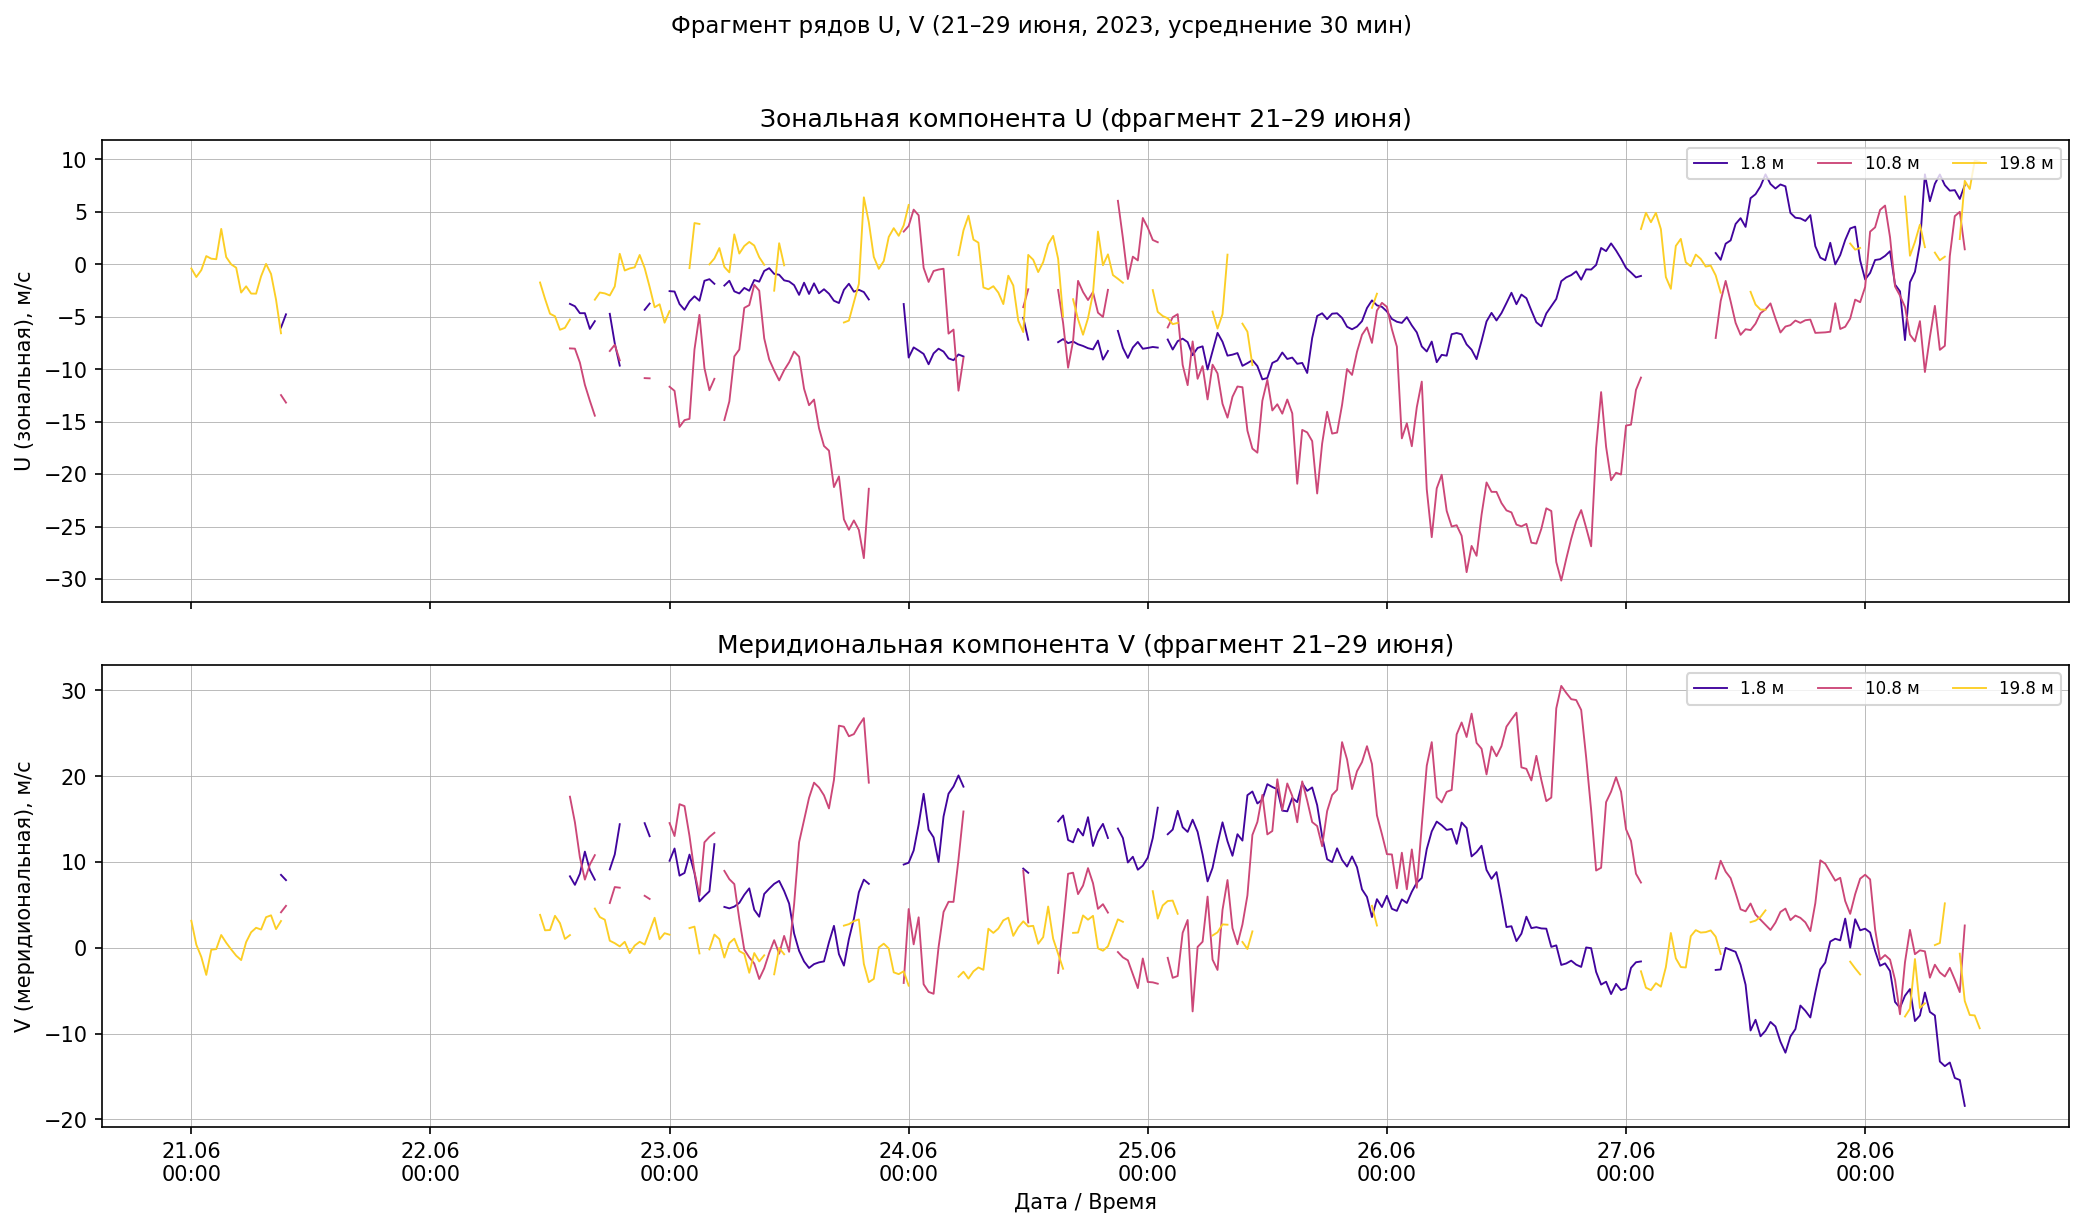 Фрагмент рядов U, V (21–29 июня, 2023, усреднение 30 мин)
Зональная компонента U (фрагмент 21–29 июня)
U (зональная), м/с
10
5
0
−5
−10
−15
−20
−25
−30
1.8 м 10.8 м 19.8 м
Меридиональная компонента V (фрагмент 21–29 июня)
V (меридиональная), м/с
30
20
10
0
−10
−20
1.8 м 10.8 м 19.8 м
21.06 22.06 23.06 24.06 25.06 26.06 27.06 28.06
00:00 00:00 00:00 00:00 00:00 00:00 00:00 00:00
Дата / Время